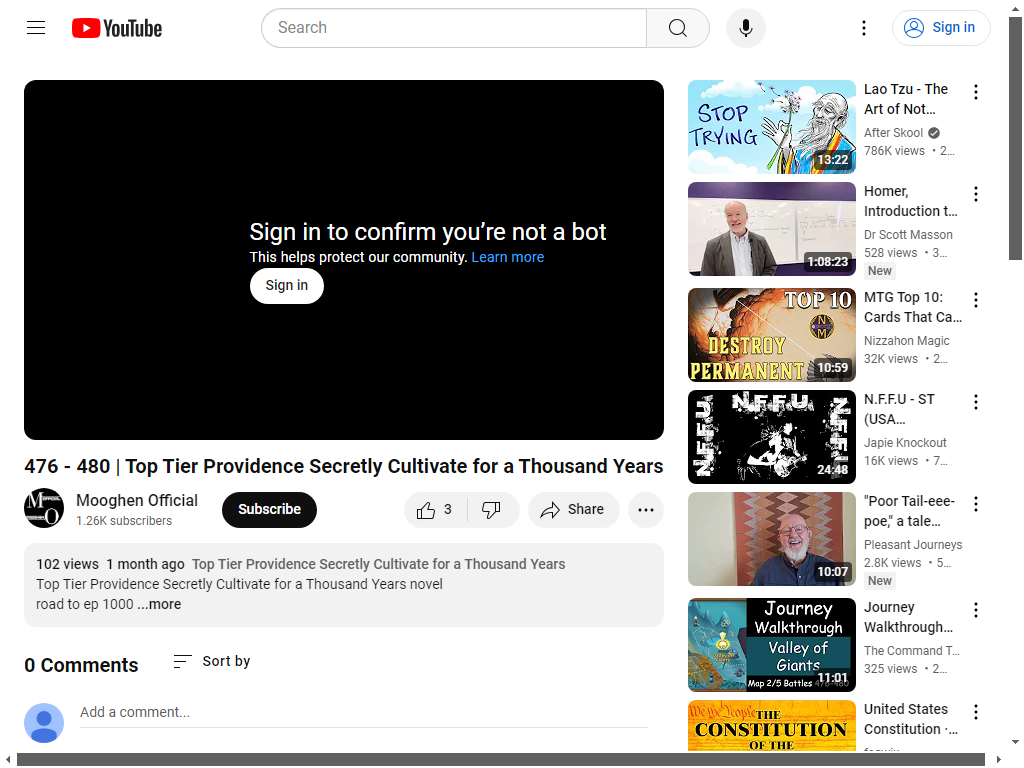 YouTube
Search
Sign in
Sign in to confirm you’re not a bot
This helps protect our community. Learn more
Sign in
476 - 480 | Top Tier Providence Secretly Cultivate for a Thousand Years
Mooghen Official
1.26K subscribers
Subscribe
3
Share
102 views 1 month ago Top Tier Providence Secretly Cultivate for a Thousand Years
Top Tier Providence Secretly Cultivate for a Thousand Years novel
road to ep 1000 ...more
0 Comments
Sort by
Add a comment...
STOP
TRYING
13:22
Lao Tzu - The
Art of Not...
After Skool
786K views • 2...
1:08:23
Homer,
Introduction t...
Dr Scott Masson
528 views • 3...
New
TOP 10
NM
DESTROY
PERMANENT
10:59
MTG Top 10:
Cards That Ca...
Nizzahon Magic
32K views • 2...
N.F.F.U
N.F.F.U
N.F.F.U
24:48
N.F.F.U - ST
(USA...
Japie Knockout
16K views • 7...
10:07
"Poor Tail-eee-
poe," a tale...
Pleasant Journeys
2.8K views • 5...
New
Journey
Walkthrough
Valley of
Giants
Map 2/5 Battles 476-480
11:01
Journey
Walkthrough...
The Command T...
325 views • 2...
We the People
THE
CONSTITUTION
OF THE
United States
Constitution ·...